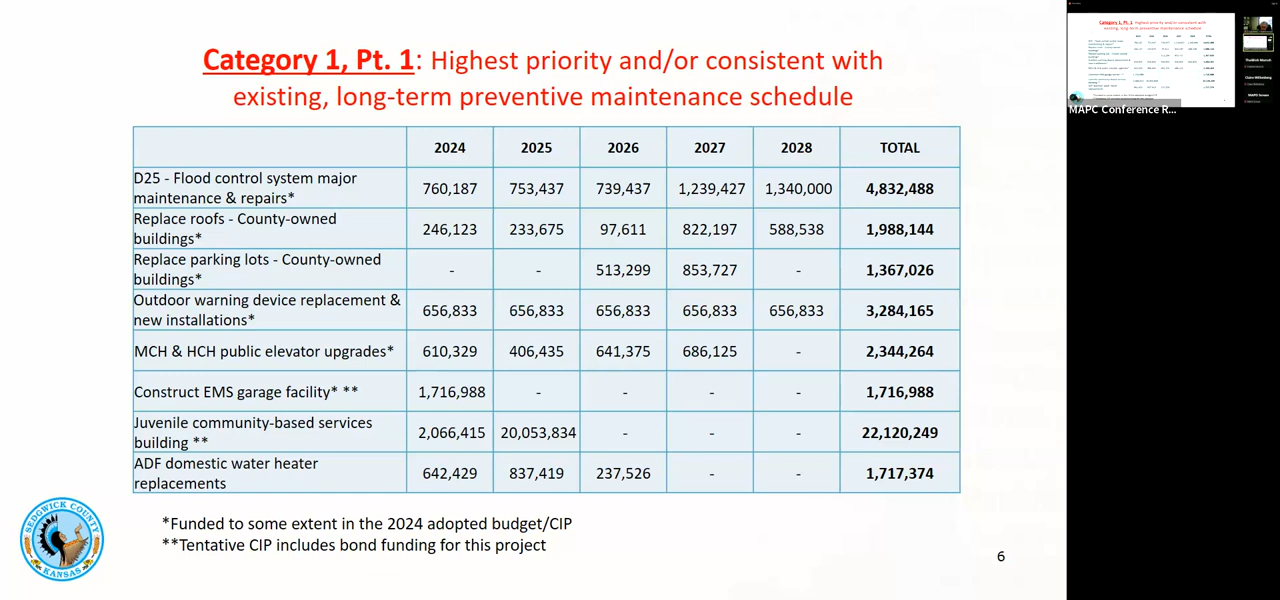 Category 1, Pt. 1: Highest priority and/or consistent with
existing, long-term preventive maintenance schedule
2024 2025 2026 2027 2028 TOTAL
D25 - Flood control system major
maintenance & repairs* 760,187 753,437 739,437 1,239,427 1,340,000 4,832,488
Replace roofs - County-owned
buildings* 246,123 233,675 97,611 822,197 588,538 1,988,144
Replace parking lots - County-owned
buildings* - - 513,299 853,727 - 1,367,026
Outdoor warning device replacement &
new installations* 656,833 656,833 656,833 656,833 656,833 3,284,165
MCH & HCH public elevator upgrades* 610,329 406,435 641,375 686,125 - 2,344,264
Construct EMS garage facility* ** 1,716,988 - - - - 1,716,988
Juvenile community-based services
building ** 2,066,415 20,053,834 - - - 22,120,249
ADF domestic water heater
replacements 642,429 837,419 237,526 - - 1,717,374
*Funded to some extent in the 2024 adopted budget/CIP
**Tentative CIP includes bond funding for this project
6
SEDGWICK COUNTY
KANSAS
MAPC Conference R...